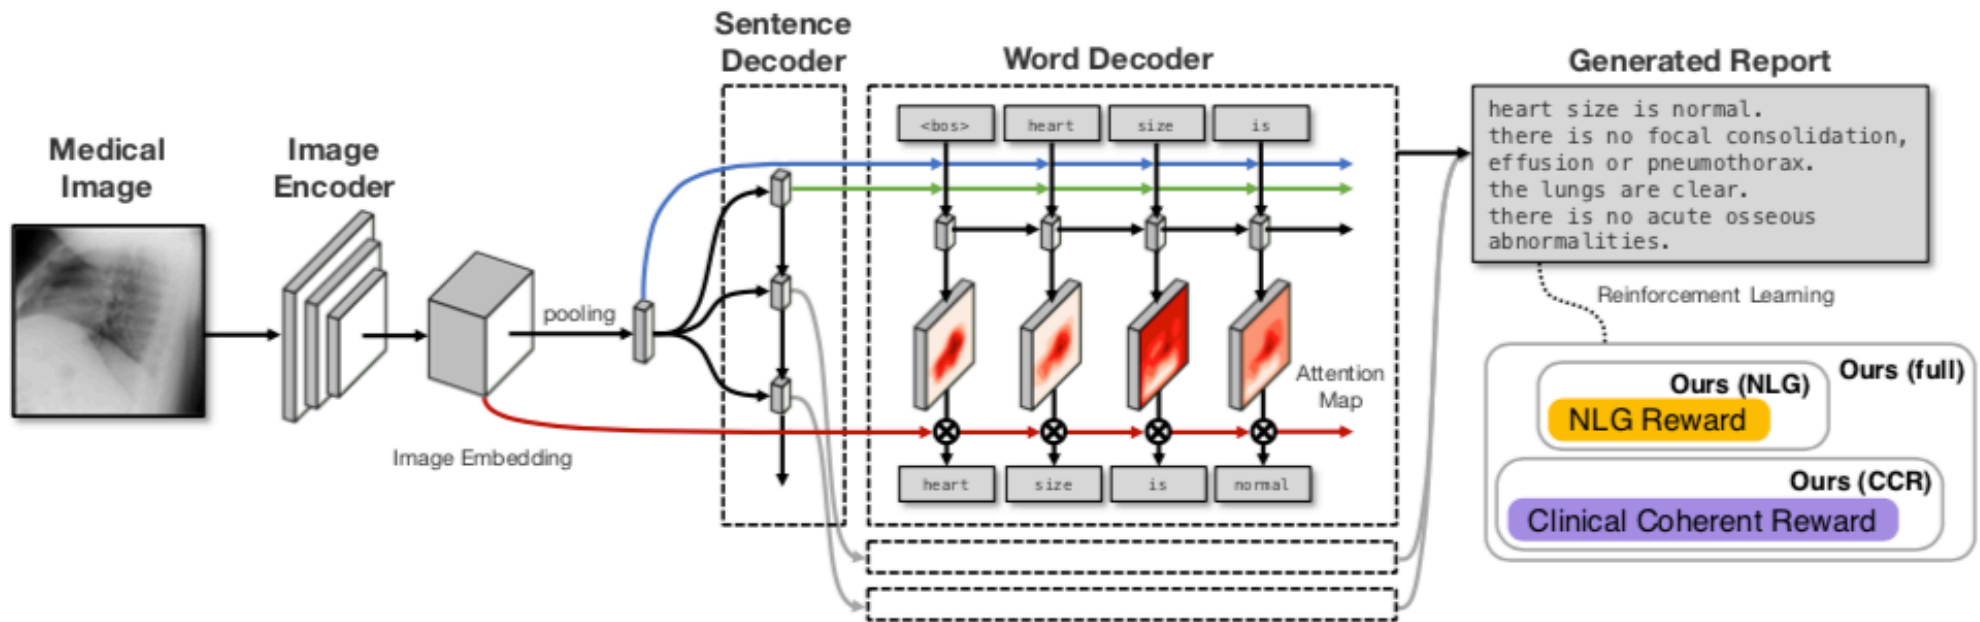 Medical
Image
Image
Encoder
pooling
Image Embedding
Sentence
Decoder
Word Decoder
<bos> heart size is
Attention
Map
heart size is normal
Generated Report
heart size is normal.
there is no focal consolidation,
effusion or pneumothorax.
the lungs are clear.
there is no acute osseous
abnormalities.
Reinforcement Learning
Ours (full)
Ours (NLG)
NLG Reward
Ours (CCR)
Clinical Coherent Reward